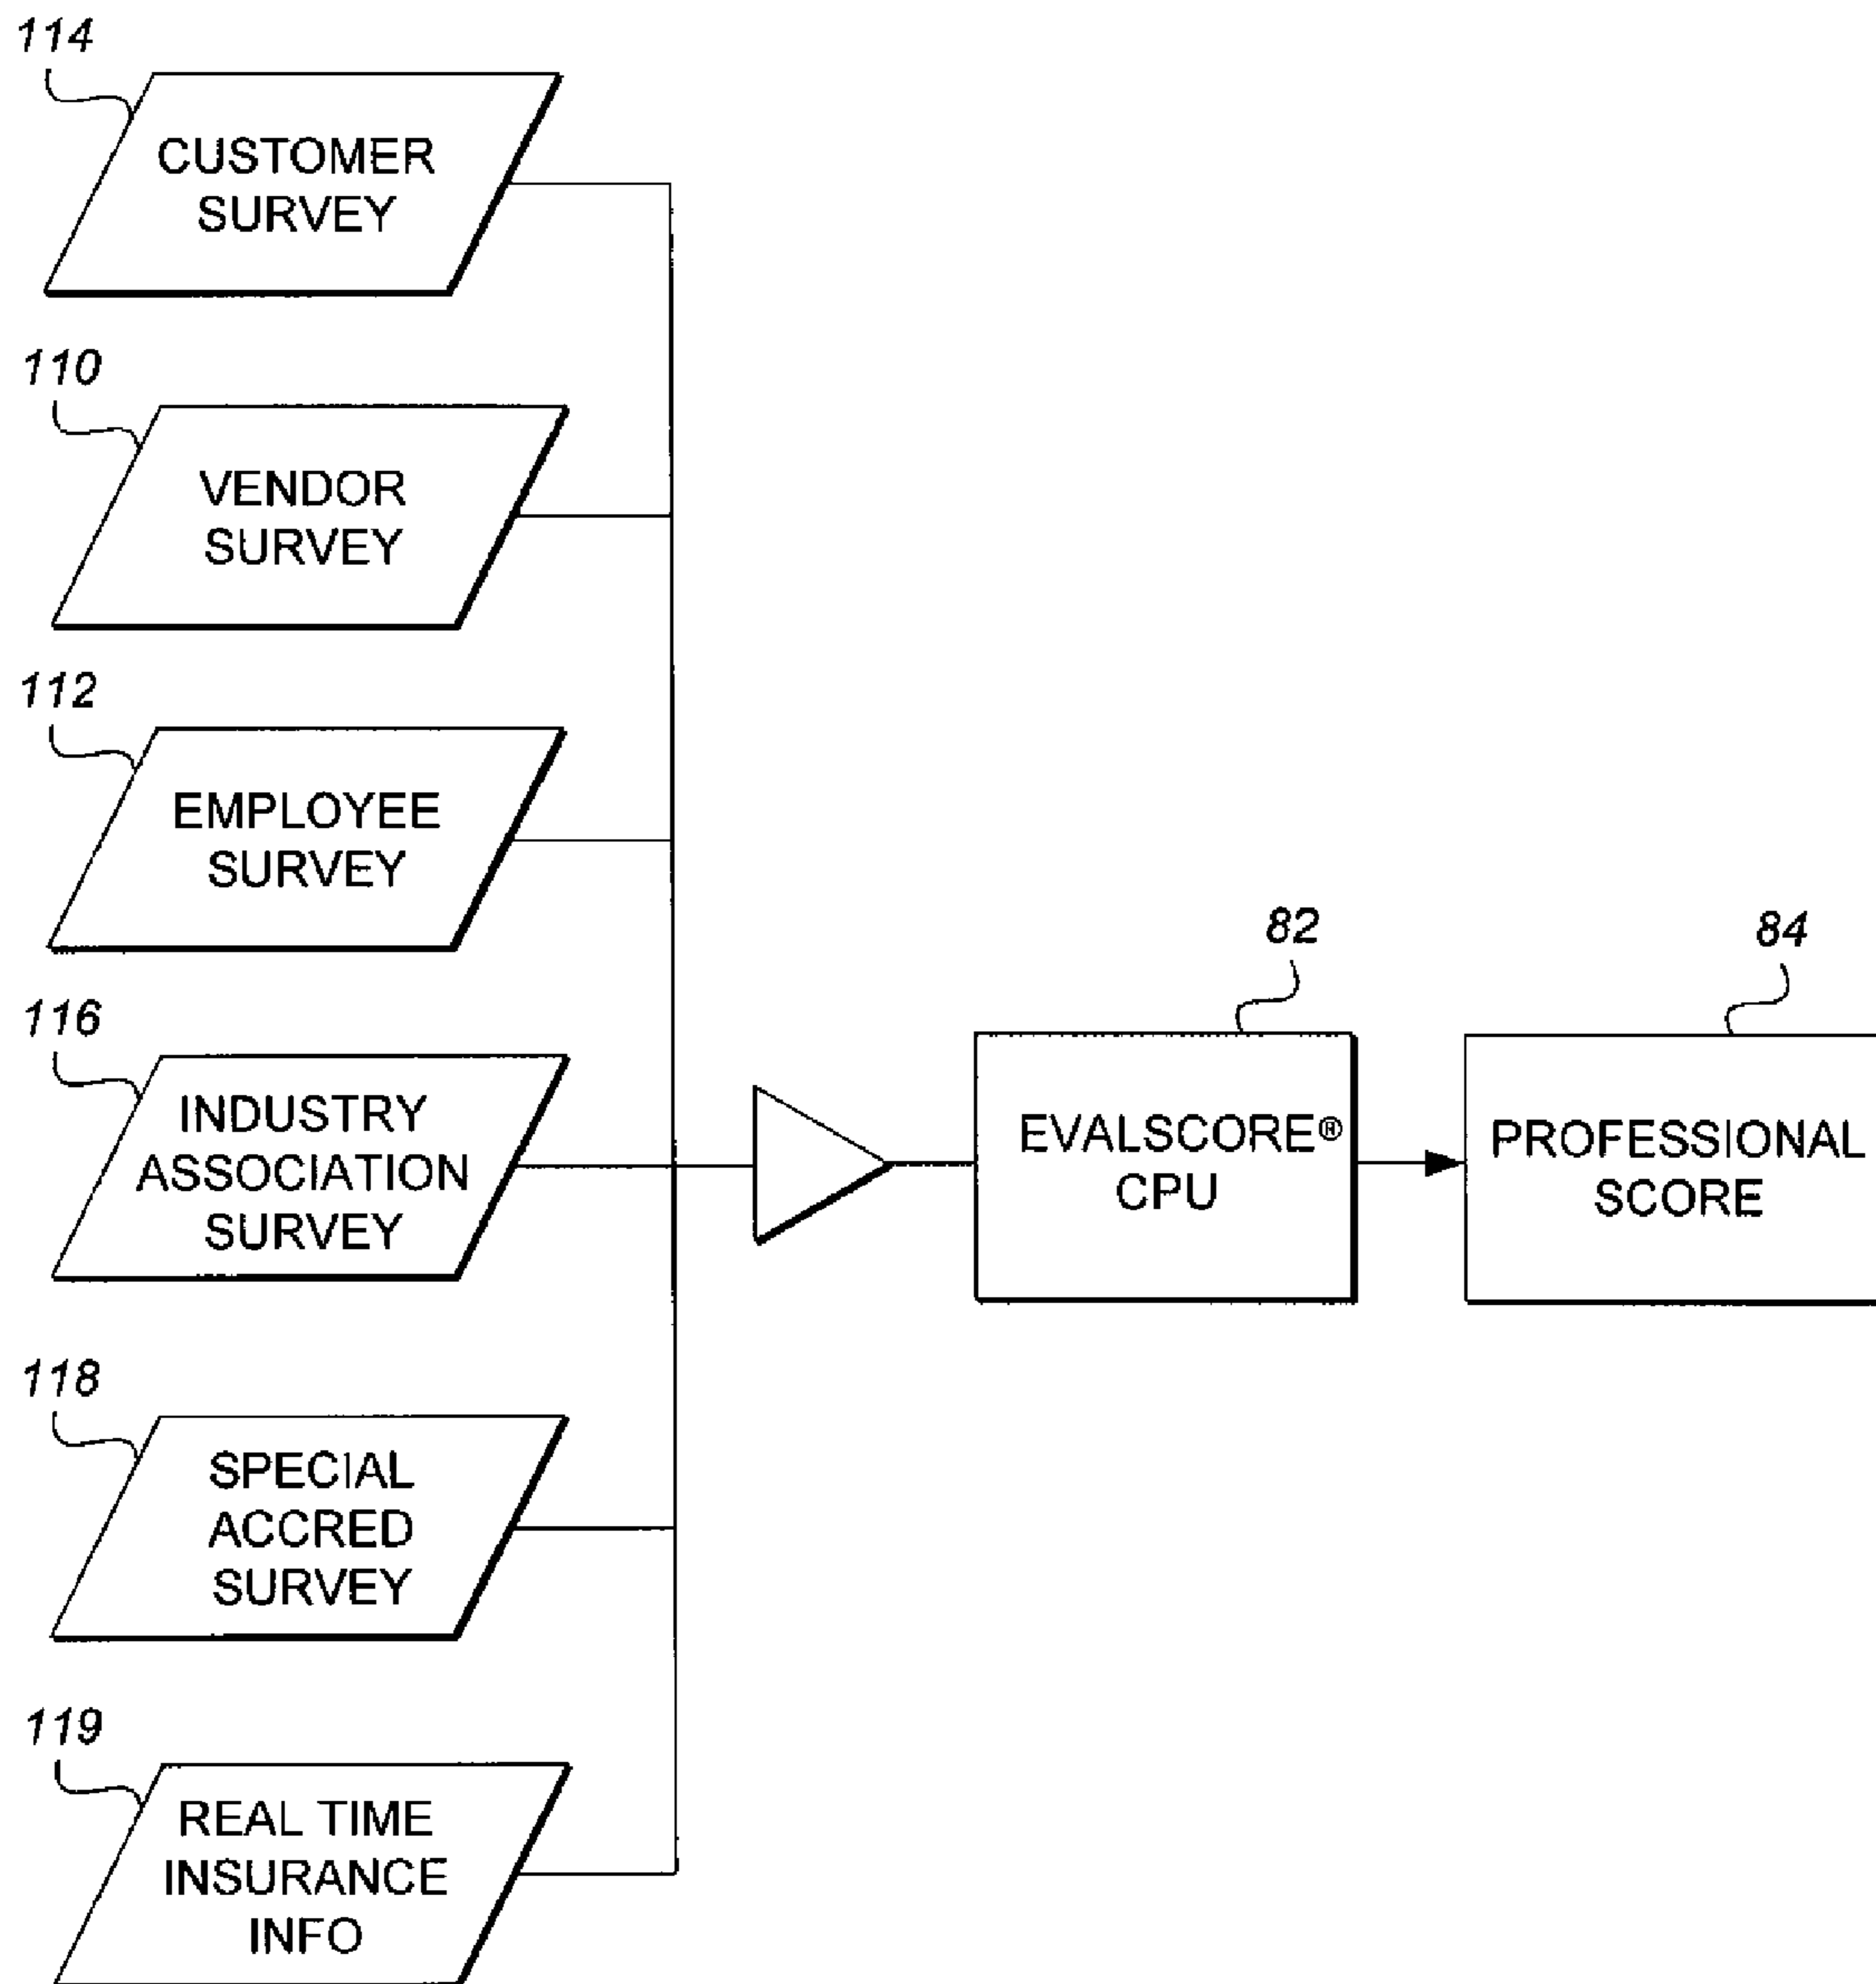 114
CUSTOMER
SURVEY
110
VENDOR
SURVEY
112
EMPLOYEE
SURVEY
116
INDUSTRY
ASSOCIATION
SURVEY
82
EVALSCORE®
CPU
84
PROFESSIONAL
SCORE
118
SPECIAL
ACCRED
SURVEY
119
REAL TIME
INSURANCE
INFO